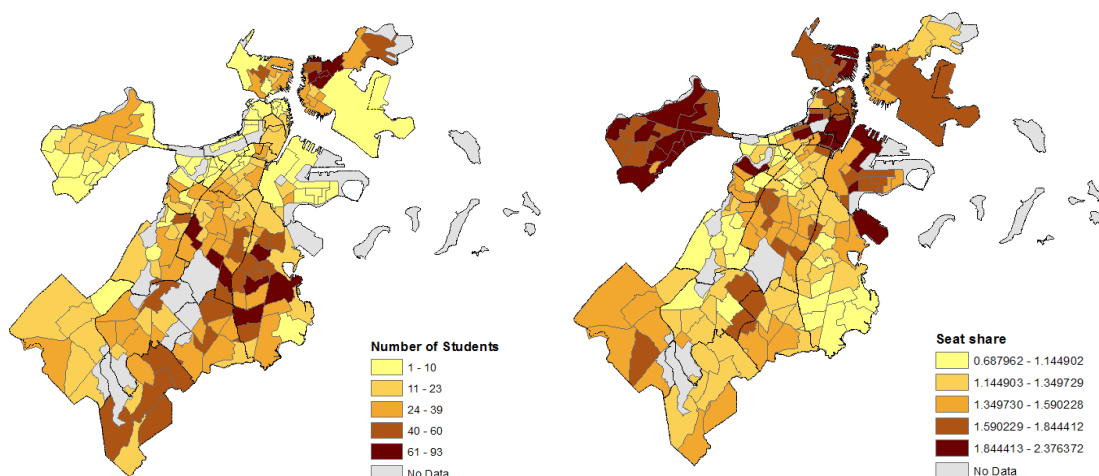 Number of Students
1 - 10
11 - 23
24 - 39
40 - 60
61 - 93
No Data
Seat share
0.687962 - 1.144902
1.144903 - 1.349729
1.349730 - 1.590228
1.590229 - 1.844412
1.844413 - 2.376372
No Data